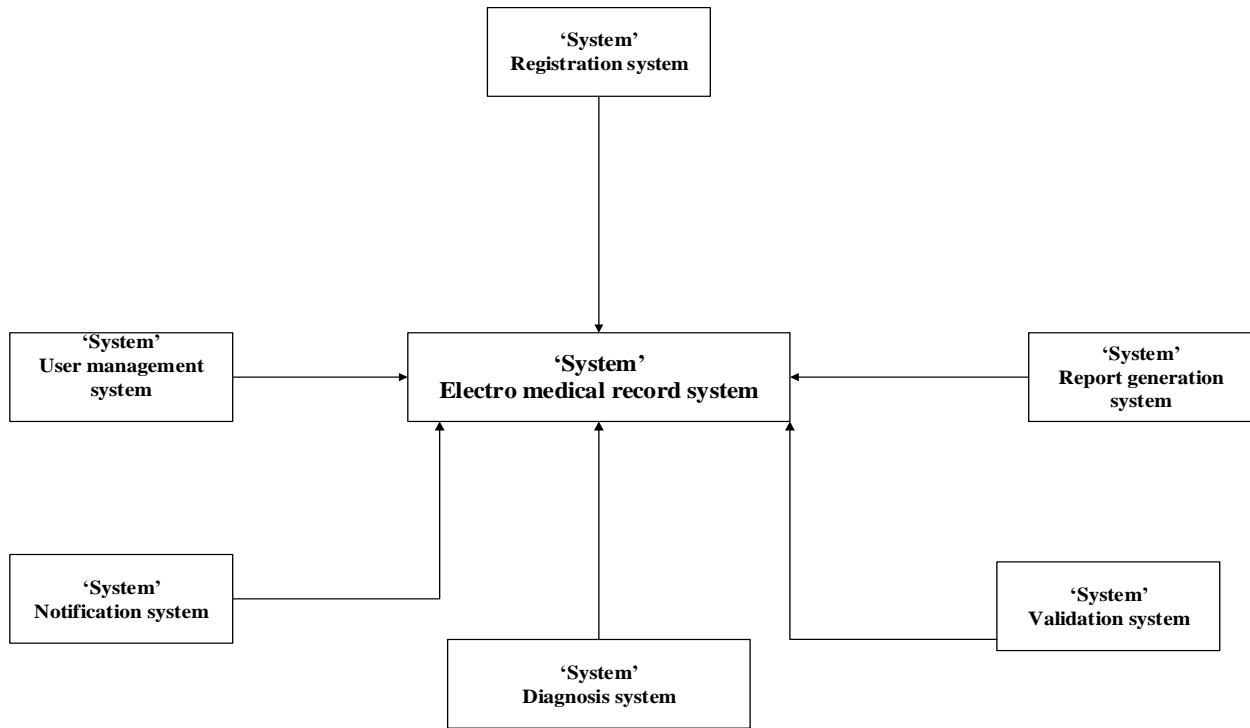 ‘System’
Registration system
‘System’
User management
system
‘System’
Electro medical record system
‘System’
Report generation
system
‘System’
Notification system
‘System’
Validation system
‘System’
Diagnosis system